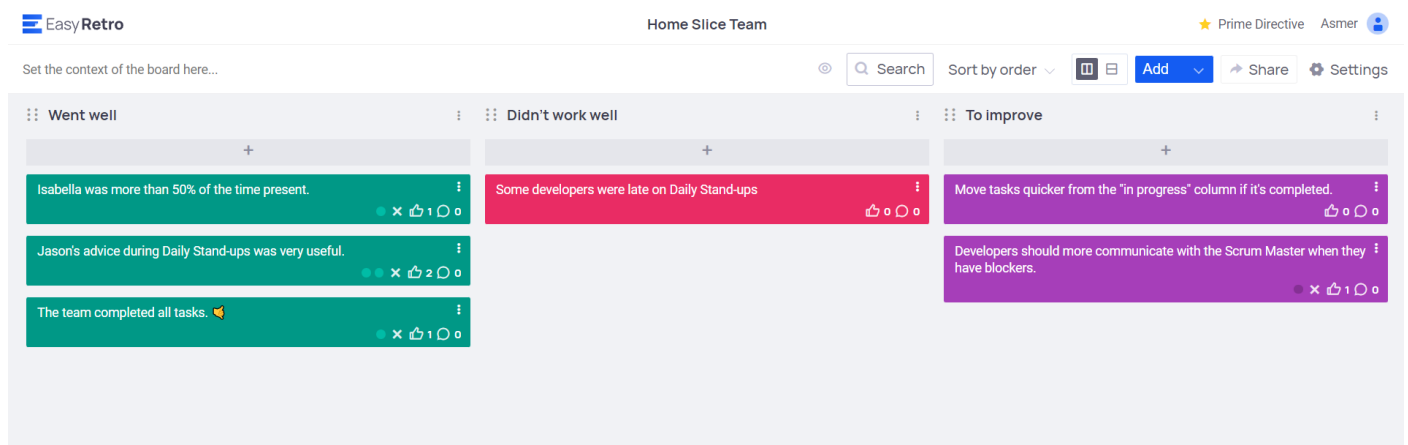 EasyRetro
Home Slice Team
Prime Directive
Asmer
Set the context of the board here...
Search
Sort by order
Add
Share
Settings
Went well
+
Isabella was more than 50% of the time present.
1 0
Jason's advice during Daily Stand-ups was very useful.
2 0
The team completed all tasks.
1 0
Didn't work well
+
Some developers were late on Daily Stand-ups
0 0
To improve
+
Move tasks quicker from the "in progress" column if it's completed.
0 0
Developers should more communicate with the Scrum Master when they
have blockers.
1 0